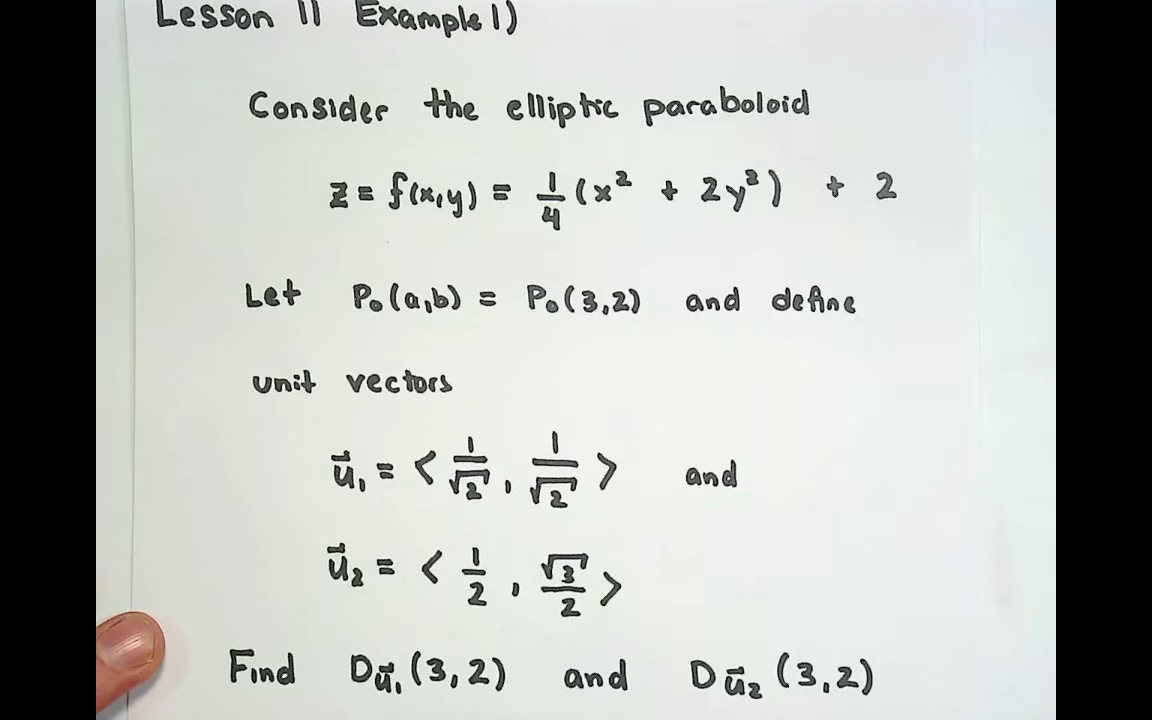 Lesson 11 Example 1)
Consider the elliptic paraboloid
z = f(x,y) = 1/4 (x² + 2y²) + 2
Let P₀(a,b) = P₀(3,2) and define
unit vectors
u⃗₁ = < 1/√2 , 1/√2 > and
u⃗₂ = < 1/2 , √3/2 >
Find D u⃗₁ (3,2) and D u⃗₂ (3,2)